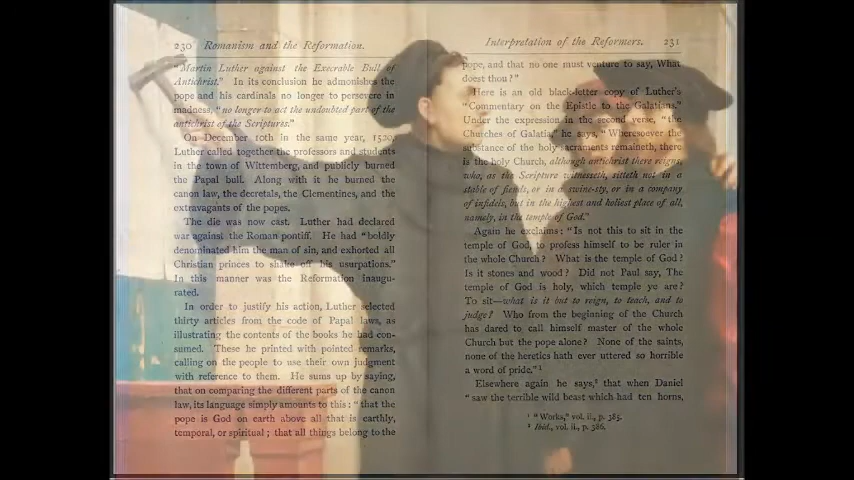 230 Romanism and the Reformation.
"Martin Luther against the Execrable Bull of
Antichrist." In its conclusion he admonishes the
pope and his cardinals no longer to persevere in
madness, "no longer to act the undoubted part of the
antichrist of the Scriptures."
On December 10th in the same year, 1520,
Luther called together the professors and students
in the town of Wittemberg, and publicly burned
the Papal bull. Along with it he burned the
canon law, the decretals, the Clementines, and the
extravagants of the popes.
The die was now cast. Luther had declared
war against the Roman pontiff. He had "boldly
denominated him the man of sin, and exhorted all
Christian princes to shake off his usurpations."
In this manner was the Reformation inaugu-
rated.
In order to justify his action, Luther selected
thirty articles from the code of Papal laws, as
illustrating the contents of the books he had con-
sumed. These he printed with pointed remarks,
calling on the people to use their own judgment
with reference to them. He sums up by saying,
that on comparing the different parts of the canon
law, its language simply amounts to this: "that the
pope is God on earth above all that is earthly,
temporal, or spiritual; that all things belong to the
Interpretation of the Reformers. 231
pope, and that no one must venture to say, What
doest thou?"
Here is an old black-letter copy of Luther's
"Commentary on the Epistle to the Galatians."
Under the expression in the second verse, "the
Churches of Galatia," he says, "Wheresoever the
substance of the holy sacraments remaineth, there
is the holy Church, although antichrist there reign,
who, as the Scripture witnesseth, sitteth not in a
stable of fiends, or in a swine-sty, or in a company
of infidels, but in the highest and holiest place of all,
namely, in the temple of God."
Again he exclaims: "Is not this to sit in the
temple of God, to profess himself to be ruler in
the whole Church? What is the temple of God?
Is it stones and wood? Did not Paul say, The
temple of God is holy, which temple ye are?
To sit—what is it but to reign, to teach, and to
judge? Who from the beginning of the Church
has dared to call himself master of the whole
Church but the pope alone? None of the saints,
none of the heretics hath ever uttered so horrible
a word of pride." 1
Elsewhere again he says,2 that when Daniel
"saw the terrible wild beast which had ten horns,
1 "Works," vol. ii., p. 385.
2 Ibid., vol. ii., p. 386.